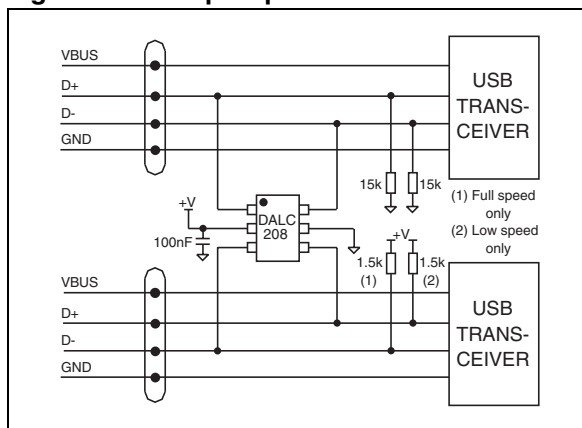 VBUS
D+
D-
GND
USB
TRANS-
CEIVER
15k
15k
(1) Full speed
only
(2) Low speed
only
+V
100nF
DALC
208
+V
1.5k
(1)
1.5k
(2)
VBUS
D+
D-
GND
USB
TRANS-
CEIVER